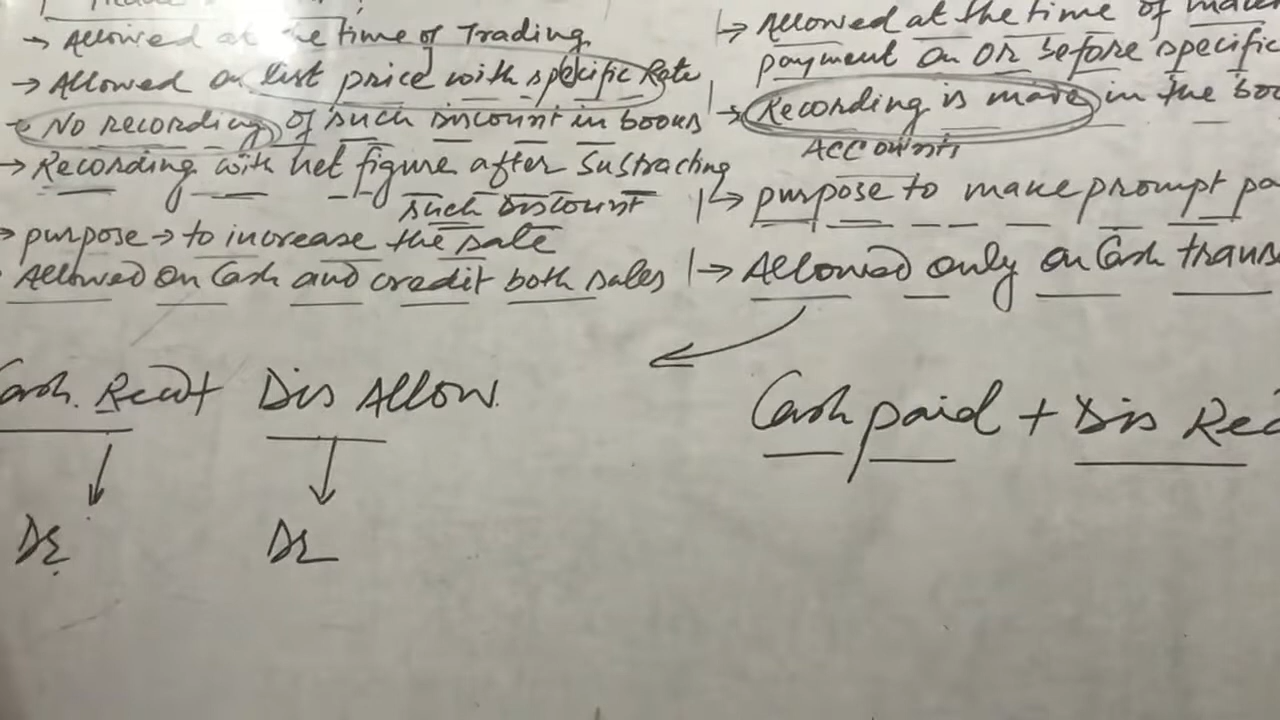 → Allowed at the time of Trading
→ Allowed on list price with specific Rate
→ No recording of such Discount in books
→ Recording with net figure after Substracting
such Discount
→ purpose → to increase the sale
Allowed on Cash and credit both sales
↳ Allowed at the time of
payment on OR before specific
→ Recording is made in the
Accounts
↳ purpose to make prompt
↳ Allowed only on Cash
Cash Recd + Dis Allow.
Dr Dr
Cash paid + Dis Rec